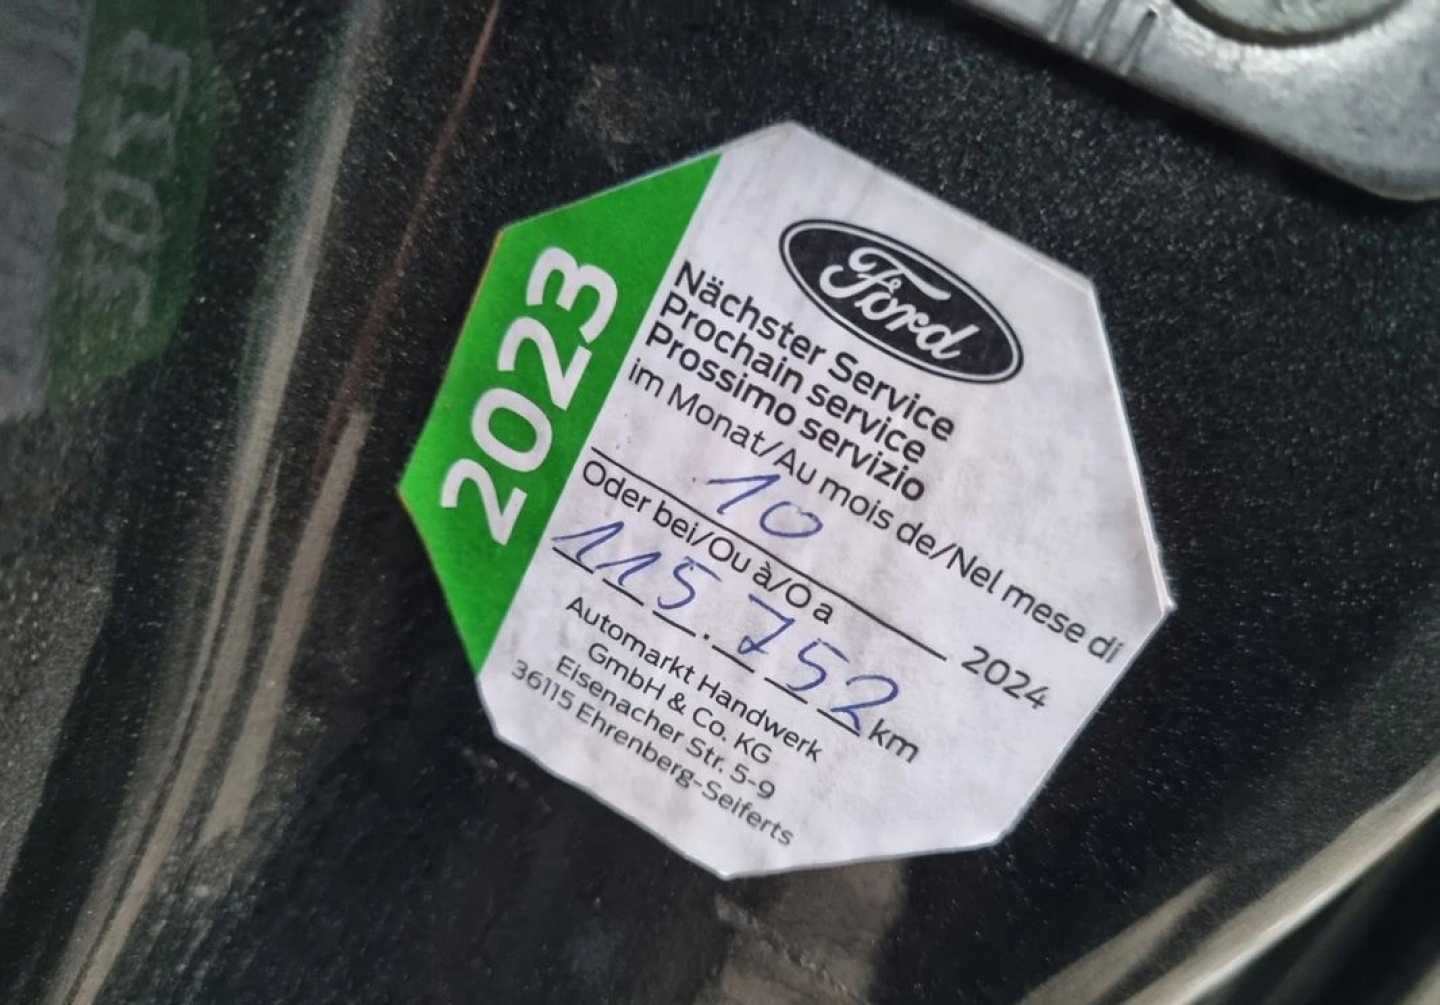 2023
Ford
Nächster Service
Prochain service
Prossimo servizio
im Monat/Au mois de/Nel mese di
10 2024
Oder bei/Ou à/O a
115.752 km
Automarkt Handwerk
GmbH & Co. KG
Eisenacher Str. 5-9
36115 Ehrenberg-Seiferts